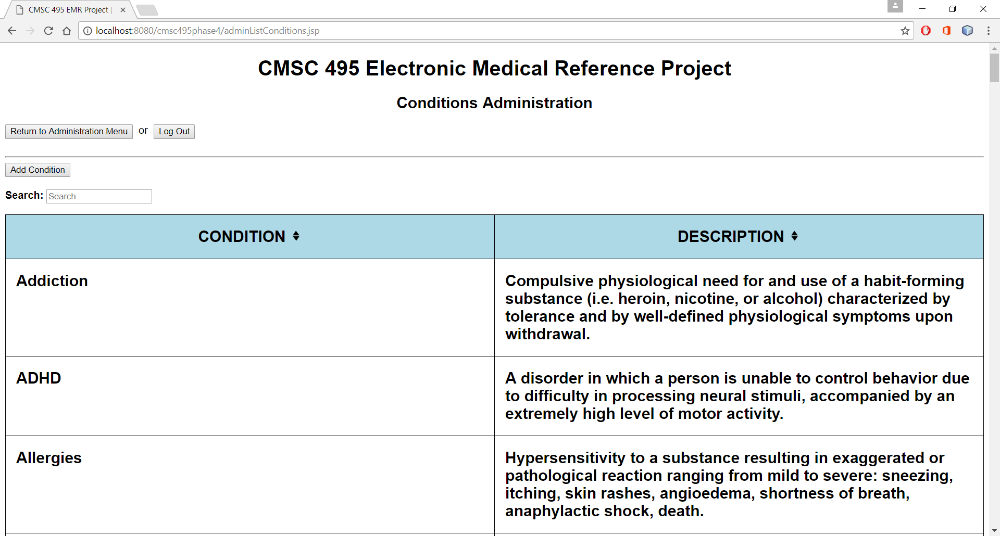 CMSC 495 EMR Project |
localhost:8080/cmsc495phase4/adminListConditions.jsp
CMSC 495 Electronic Medical Reference Project
Conditions Administration
Return to Administration Menu or Log Out
Add Condition
Search: Search
CONDITION DESCRIPTION
Addiction
Compulsive physiological need for and use of a habit-forming
substance (i.e. heroin, nicotine, or alcohol) characterized by
tolerance and by well-defined physiological symptoms upon
withdrawal.
ADHD
A disorder in which a person is unable to control behavior due
to difficulty in processing neural stimuli, accompanied by an
extremely high level of motor activity.
Allergies
Hypersensitivity to a substance resulting in exaggerated or
pathological reaction ranging from mild to severe: sneezing,
itching, skin rashes, angioedema, shortness of breath,
anaphylactic shock, death.